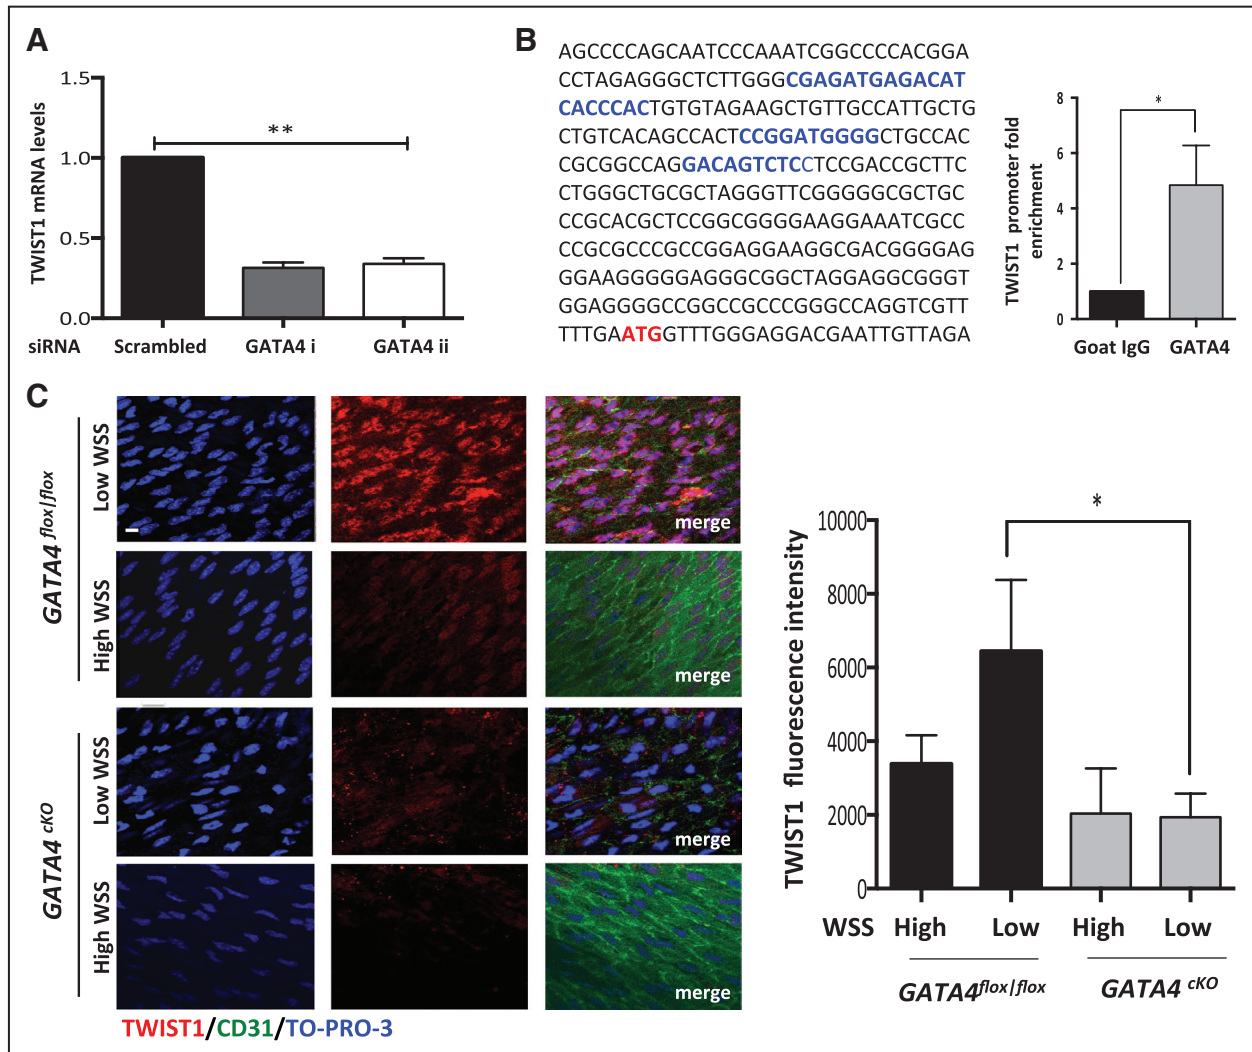 A
TWIST1 mRNA levels
1.5
1.0
0.5
0.0
**
siRNA Scrambled GATA4 i GATA4 ii
B
AGCCCCAGCAATCCCAAATCGGCCCCACGGA
CCTAGAGGGCTCTTGGGCGAGATGAGACAT
CACCCACTGTGTAGAAGCTGTTGCCATTGCTG
CTGTCACAGCCACTCCGGATGGGGCTGCCAC
CGCGGCCAGGACAGTCTCCTCCGACCGCTTC
CTGGGCTGCGCTAGGGTTCGGGGGCGCTGC
CCGCACGCTCCGGCGGGGAAGGAAATCGCC
CCGCGCCCGCCGGAGGAAGGCGACGGGGAG
GGAAGGGGGAGGGCGGCTAGGAGGCGGGT
GGAGGGGCCGGCCGCCCGGGCCAGGTCGTT
TTTGAATGGTTTGGGAGGACGAATTGTTAGA
TWIST1 promoter fold
enrichment
8
6
4
2
0
*
Goat IgG GATA4
C
GATA4 flox/flox
Low WSS
merge
High WSS
merge
GATA4 cKO
Low WSS
merge
High WSS
merge
TWIST1/CD31/TO-PRO-3
TWIST1 fluorescence intensity
10000
8000
6000
4000
2000
0
*
WSS High Low High Low
GATA4flox/flox GATA4 cKO